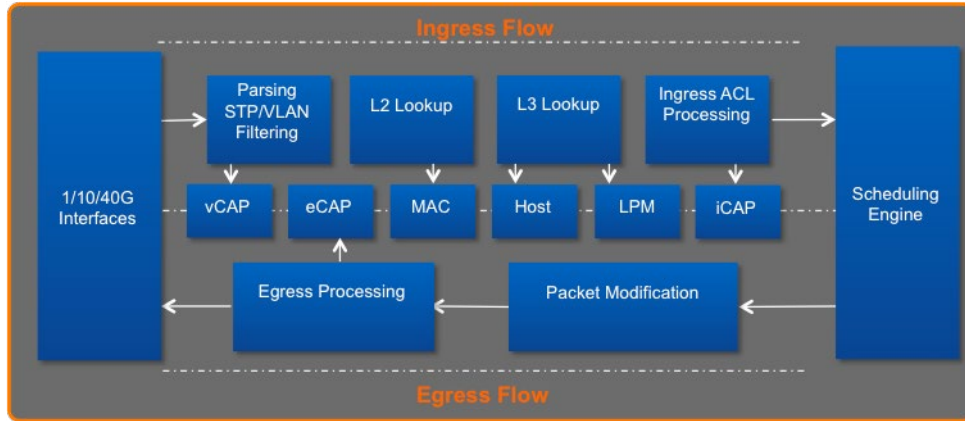 Ingress Flow
Parsing
STP/VLAN
Filtering
L2 Lookup
L3 Lookup
Ingress ACL
Processing
1/10/40G
Interfaces
vCAP
eCAP
MAC
Host
LPM
iCAP
Scheduling
Engine
Egress Processing
Packet Modification
Egress Flow